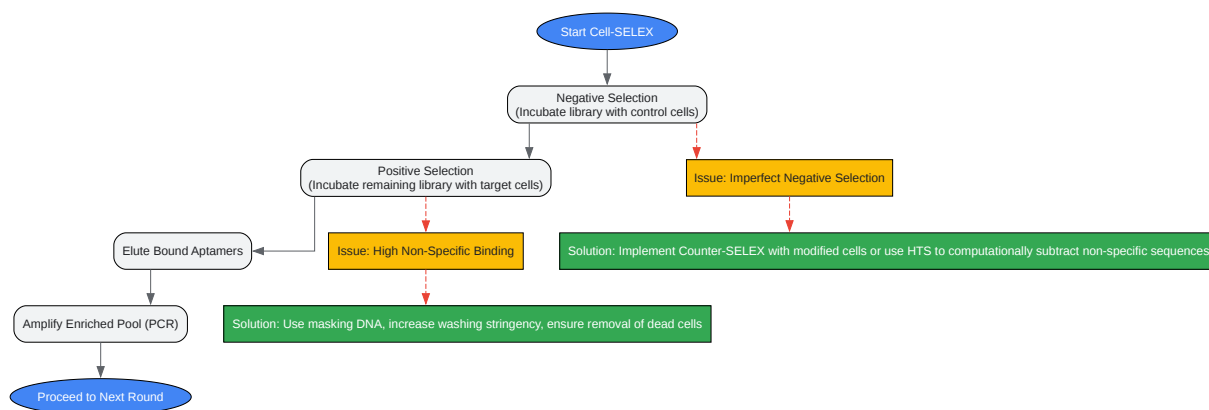 Start Cell-SELEX
Negative Selection
(Incubate library with control cells)
Positive Selection
(Incubate remaining library with target cells)
Issue: Imperfect Negative Selection
Elute Bound Aptamers
Issue: High Non-Specific Binding
Solution: Implement Counter-SELEX with modified cells or use HTS to computationally subtract non-specific sequences
Amplify Enriched Pool (PCR)
Solution: Use masking DNA, increase washing stringency, ensure removal of dead cells
Proceed to Next Round